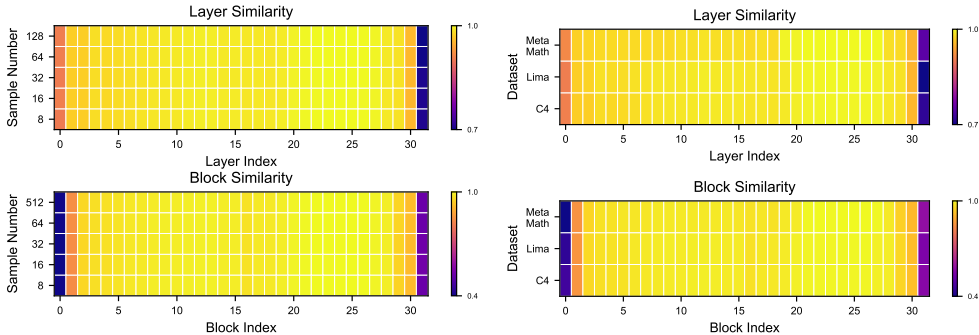 Layer Similarity
Sample Number
128
64
32
16
8
0 5 10 15 20 25 30
Layer Index
1.0
0.7
Block Similarity
Sample Number
512
64
32
16
8
0 5 10 15 20 25 30
Block Index
1.0
0.4
Layer Similarity
Dataset
Meta
Math
Lima
C4
0 5 10 15 20 25 30
Layer Index
1.0
0.7
Block Similarity
Dataset
Meta
Math
Lima
C4
0 5 10 15 20 25 30
Block Index
1.0
0.4